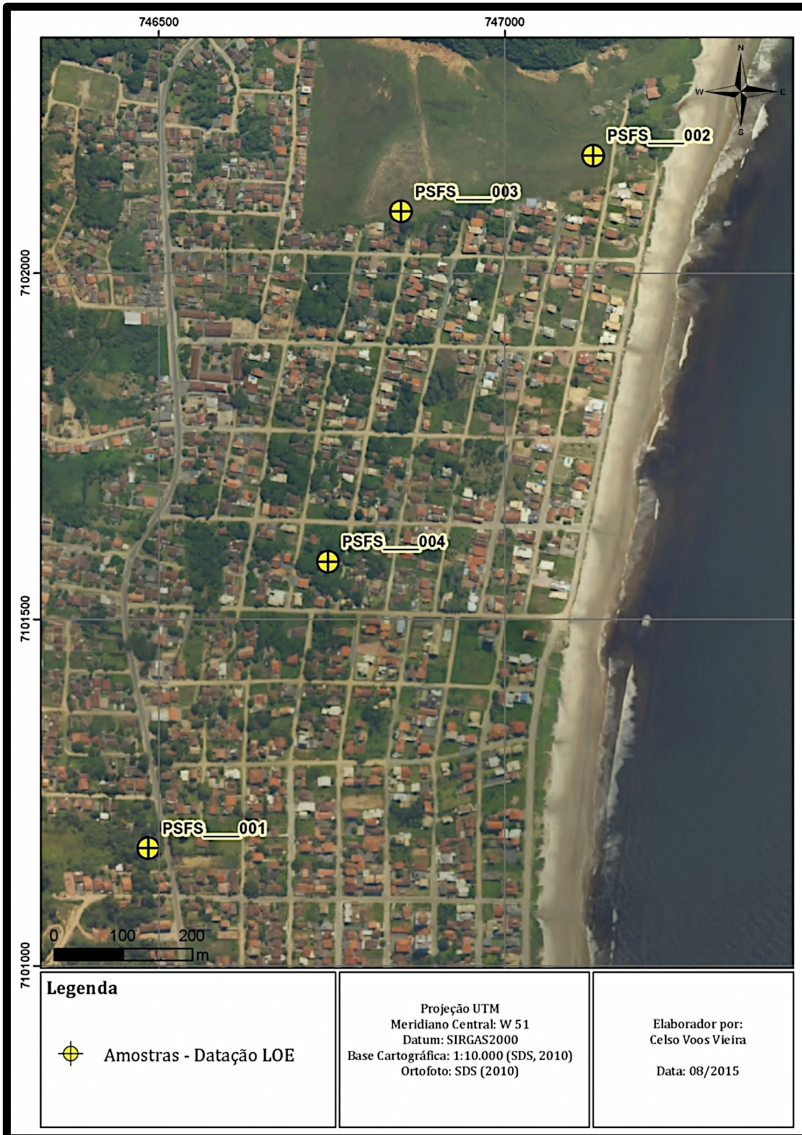 746500
747000
N
W
E
S
PSFS____002
PSFS____003
7102000
PSFS____004
7101500
PSFS____001
0
100
200
m
7101000
Legenda
Amostras - Datação LOE
Projeção UTM
Meridiano Central: W 51
Datum: SIRGAS2000
Base Cartográfica: 1:10.000 (SDS, 2010)
Ortofoto: SDS (2010)
Elaborador por:
Celso Voos Vieira
Data: 08/2015